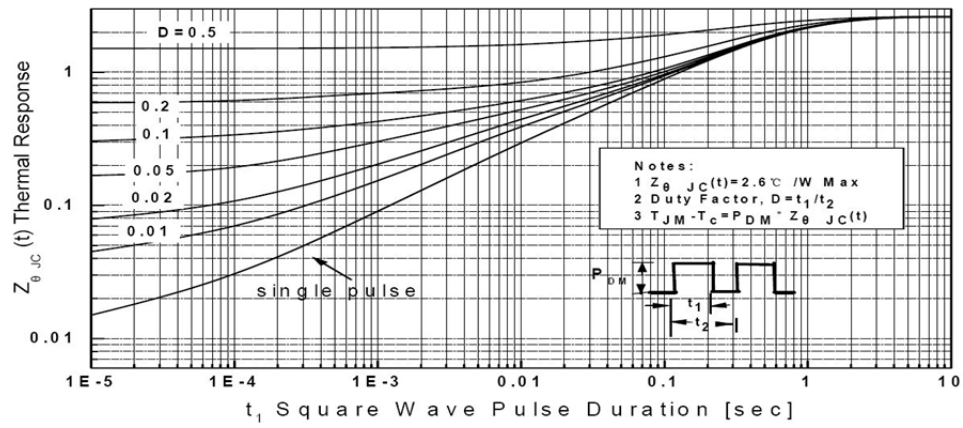 D=0.5
1
0.2
0.1
0.05
0.1
0.02
0.01
0.01
single pulse
Z θ JC (t) Thermal Response
Notes:
1 Z θ JC(t)=2.6℃ /W Max
2 Duty Factor, D=t1/t2
3 TJM-Tc=PDM* Zθ JC(t)
PDM
t1
t2
1E-5 1E-4 1E-3 0.01 0.1 1 10
t1 Square Wave Pulse Duration [sec]